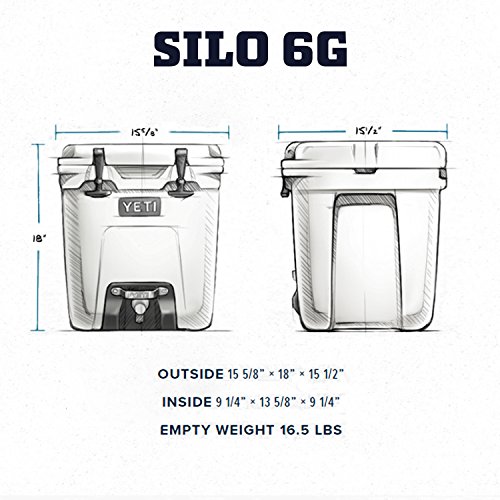 SILO 6G
15⅝"
15½"
18"
YETI
OUTSIDE 15 5/8” × 18” × 15 1/2”
INSIDE 9 1/4” × 13 5/8” × 9 1/4”
EMPTY WEIGHT 16.5 LBS